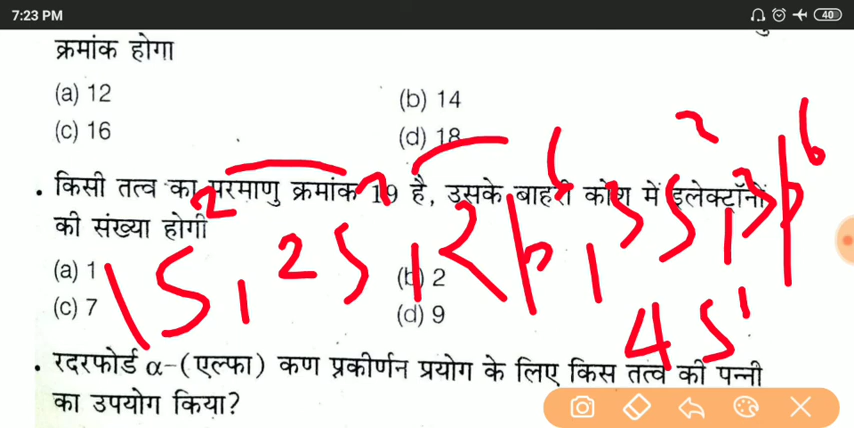 7:23 PM 40
क्रमांक होगा
(a) 12 (b) 14
(c) 16 (d) 18
• किसी तत्व का परमाणु क्रमांक 19 है, उसके बाहरी कोश में इलेक्ट्रॉनों
की संख्या होगी
(a) 1 (b) 2
(c) 7 (d) 9
1S², 2S², 2p⁶, 3S², 3p⁶
4S¹
• रदरफोर्ड α-(एल्फा) कण प्रकीर्णन प्रयोग के लिए किस तत्व की पन्नी
का उपयोग किया?